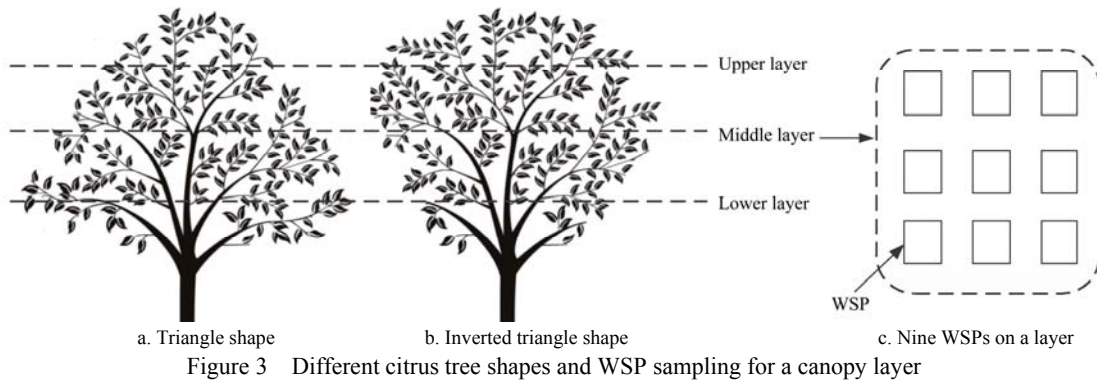 Upper layer
Middle layer
Lower layer
WSP
a. Triangle shape
b. Inverted triangle shape
c. Nine WSPs on a layer
Figure 3 Different citrus tree shapes and WSP sampling for a canopy layer